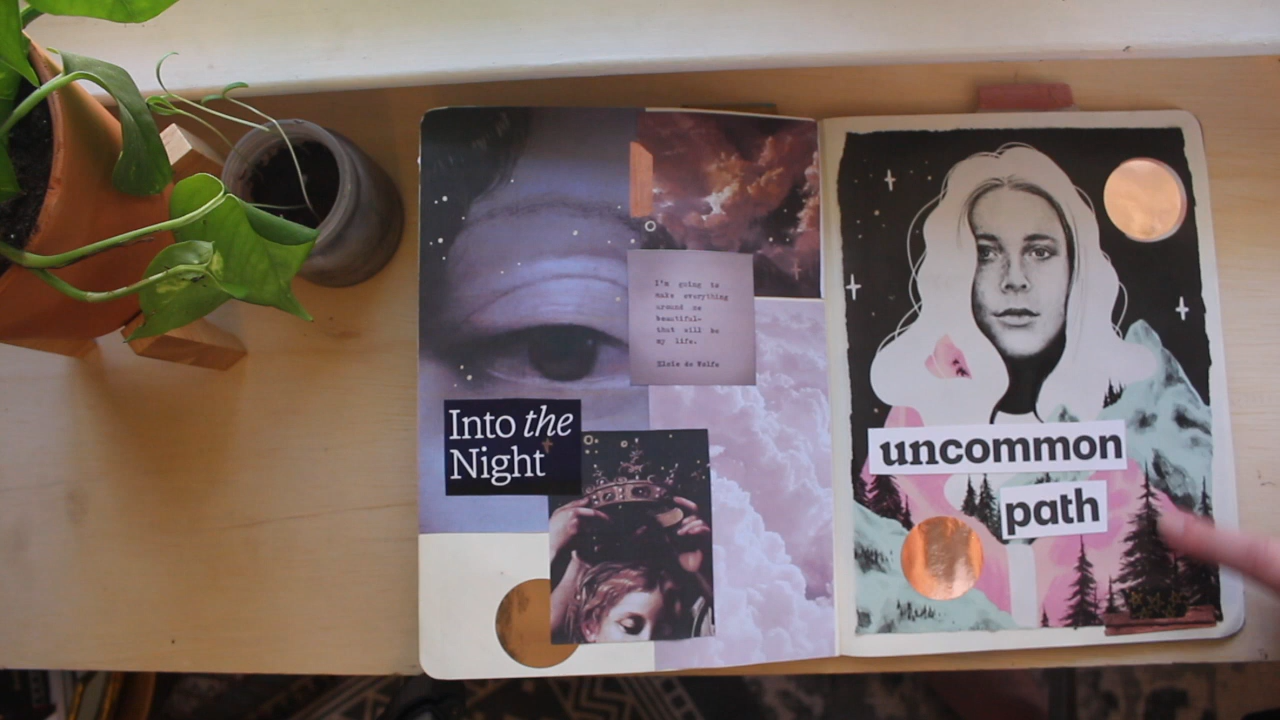 I'm going to
make everything
around me
beautiful-
that will be
my life.
Elsie de Wolfe
Into the
Night
uncommon
path